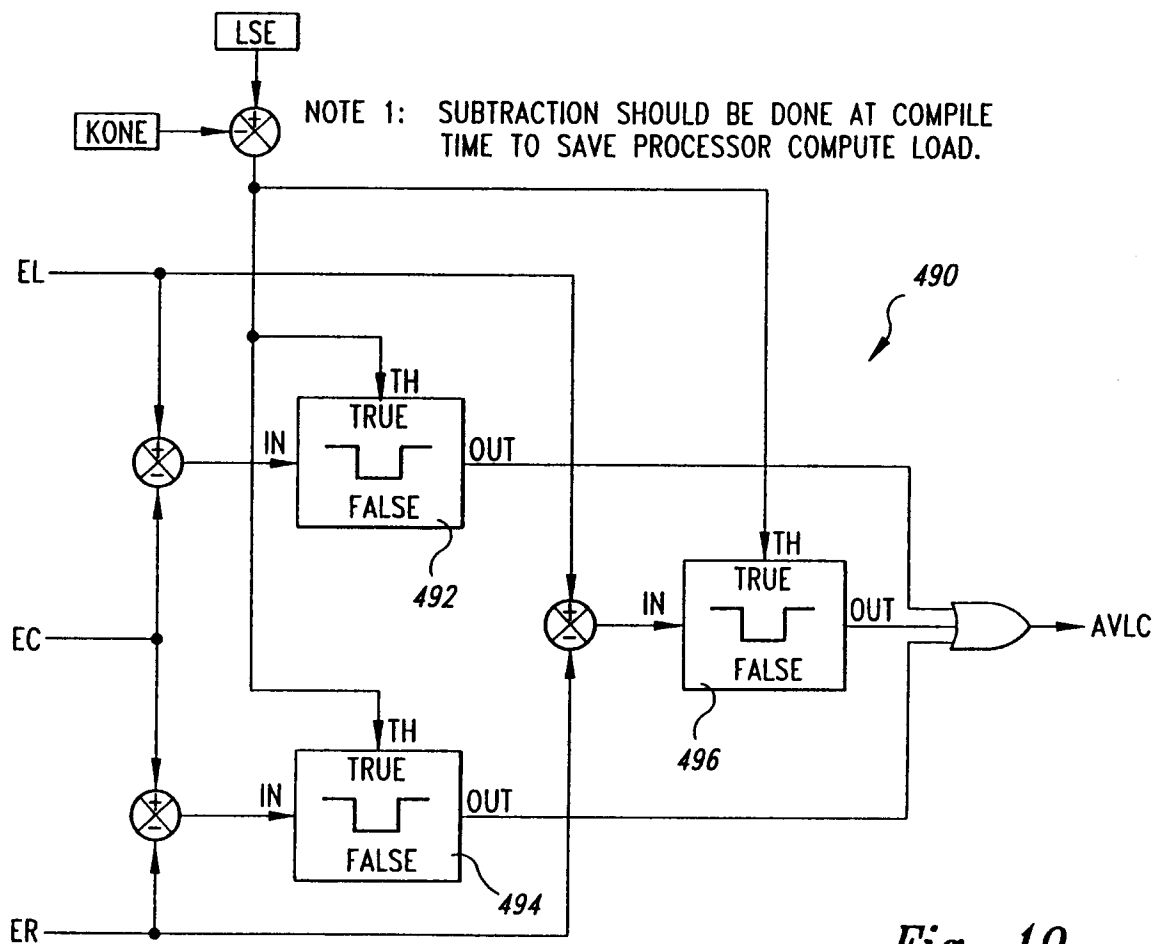 LSE
KONE
NOTE 1: SUBTRACTION SHOULD BE DONE AT COMPILE
TIME TO SAVE PROCESSOR COMPUTE LOAD.
EL
490
TH
TRUE
IN
OUT
FALSE
492
TH
TRUE
IN
OUT
FALSE
496
AVLC
EC
TH
TRUE
IN
OUT
FALSE
494
ER
Fig. 19